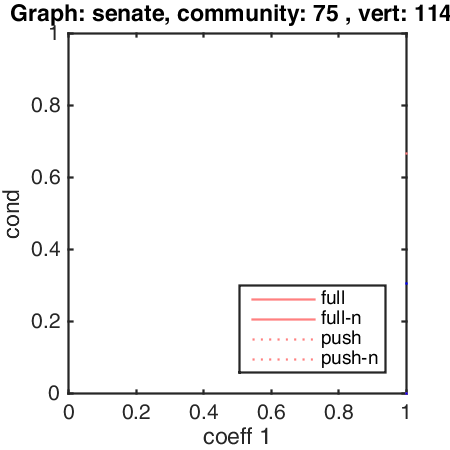 Graph: senate, community: 75 , vert: 114
1
0.8
0.6
0.4
0.2
0
cond
full
full-n
push
push-n
0 0.2 0.4 0.6 0.8 1
coeff 1